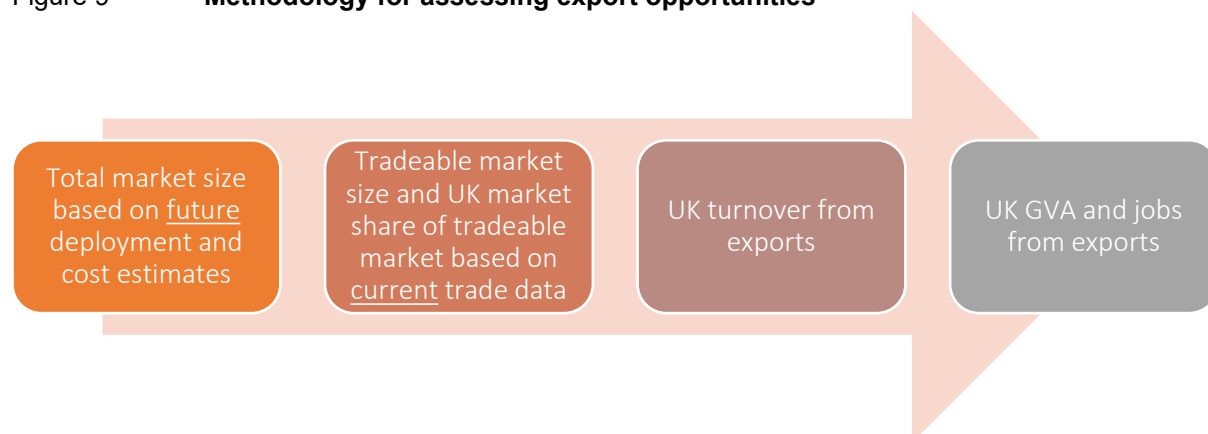 Figure 9 Methodology for assessing export opportunities
Total market size
based on future
deployment and
cost estimates
Tradeable market
size and UK market
share of tradeable
market based on
current trade data
UK turnover from
exports
UK GVA and jobs
from exports